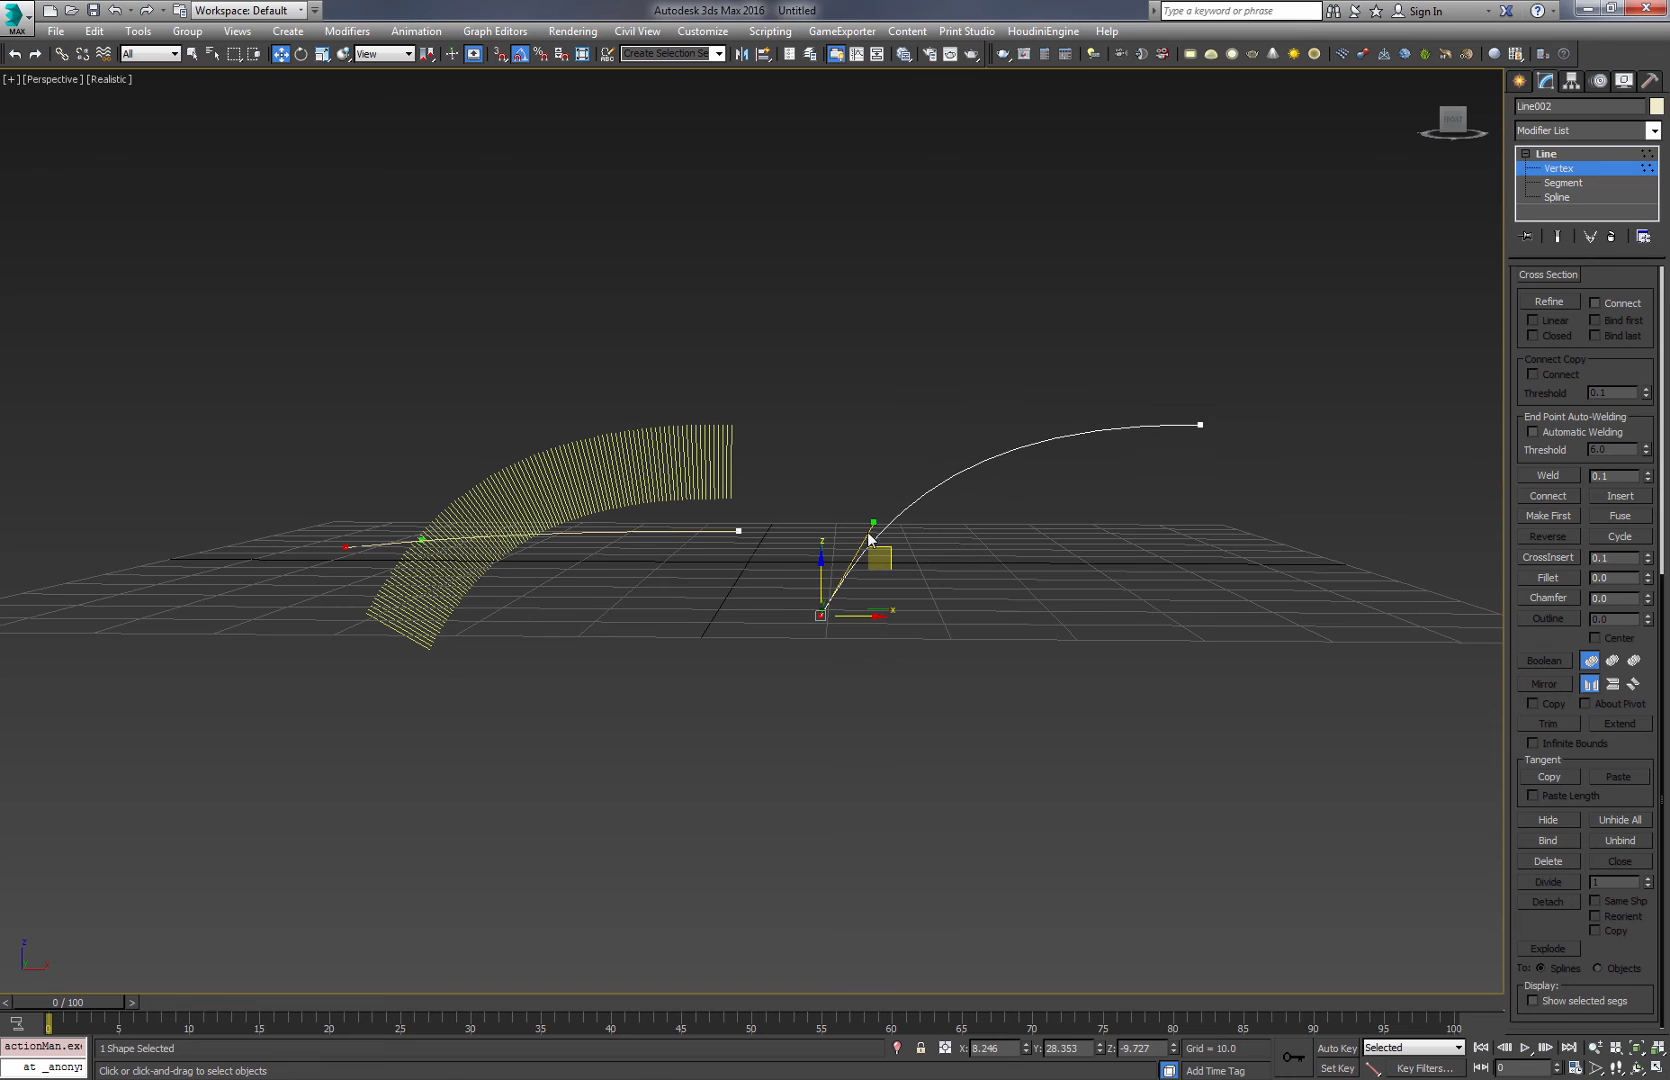 MAX
Workspace: Default
Autodesk 3ds Max 2016 Untitled
Type a keyword or phrase
Sign In
File Edit Tools Group Views Create Modifiers Animation Graph Editors Rendering Civil View Customize Scripting GameExporter Content Print Studio HoudiniEngine Help
All
View
Create Selection Se
[+] [Perspective] [Realistic]
FRONT
Line002
Modifier List
Line
Vertex
Segment
Spline
Cross Section
Refine Connect
Linear Bind first
Closed Bind last
Connect Copy
Connect
Threshold 0.1
End Point Auto-Welding
Automatic Welding
Threshold 6.0
Weld 0.1
Connect Insert
Make First Fuse
Reverse Cycle
CrossInsert 0.1
Fillet 0.0
Chamfer 0.0
Outline 0.0
Center
Boolean
Mirror
Copy About Pivot
Trim Extend
Infinite Bounds
Tangent
Copy Paste
Paste Length
Hide Unhide All
Bind Unbind
Delete Close
Divide 1
Detach Same Shp
Reorient
Copy
Explode
To: Splines Objects
Display:
Show selected segs
z
x
z
x
< 0 / 100 >
0 5 10 15 20 25 30 35 40 45 50 55 60 65 70 75 80 85 90 95 100
actionMan.exe
at _anony
1 Shape Selected
Click or click-and-drag to select objects
X: 8.246 Y: 28.353 Z: -9.727 Grid = 10.0
Add Time Tag
Auto Key Selected
Set Key Key Filters...
0